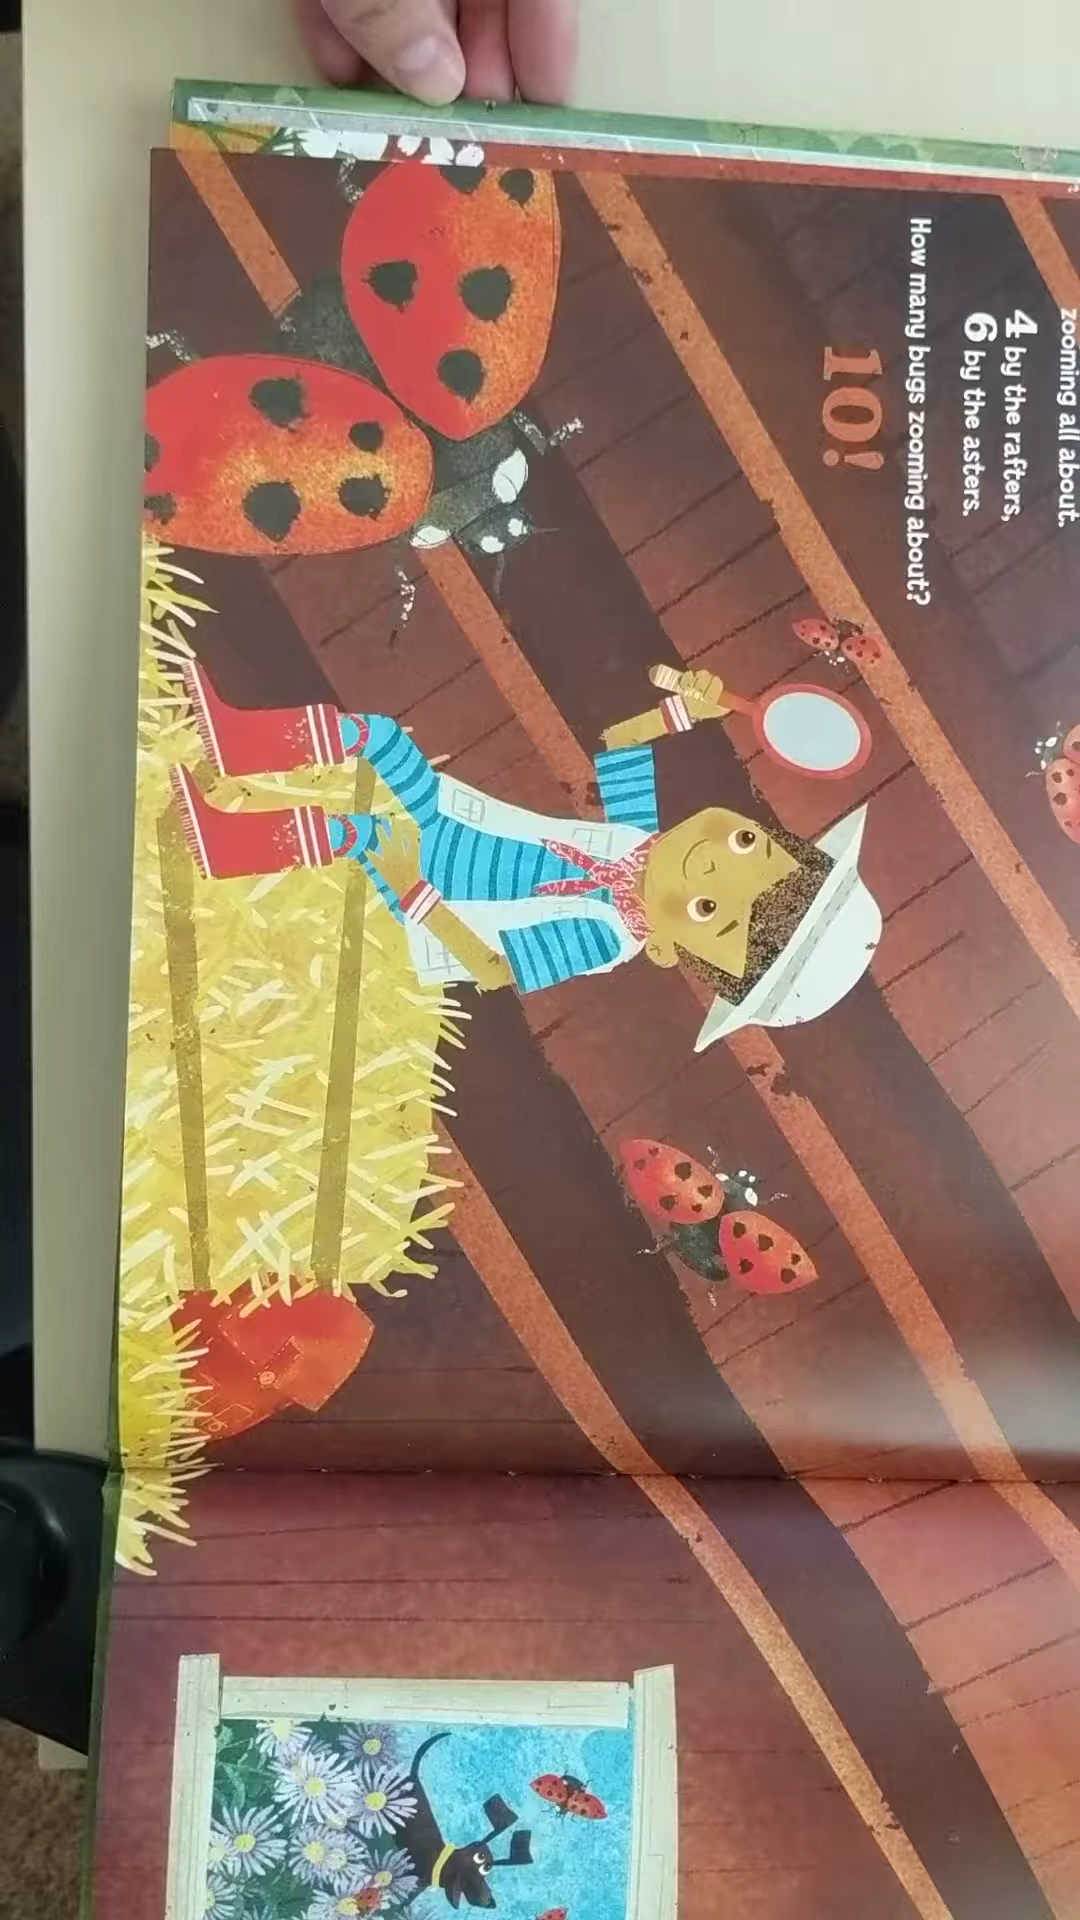 zooming all about.
4 by the rafters,
6 by the asters.
How many bugs zooming about?
10!